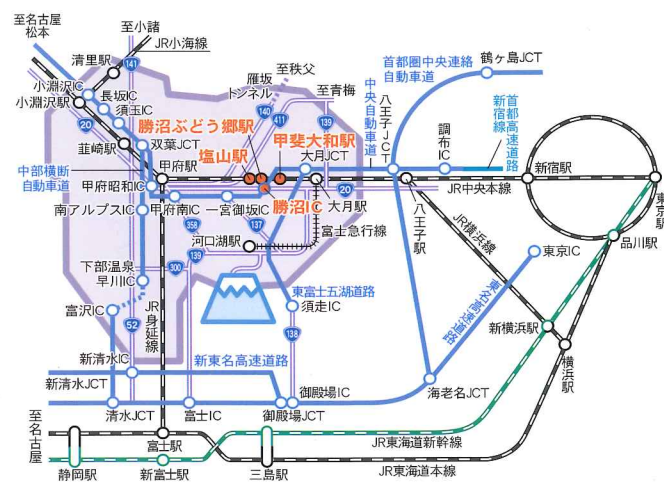 至名古屋
松本
至小諸
JR小海線
141
清里駅
小淵沢IC
小淵沢駅
長坂IC
須玉IC
20
韮崎駅
双葉JCT
雁坂
トンネル
至秩父
至青梅
140
411
139
勝沼ぶどう郷駅
塩山駅
甲斐大和駅
大月JCT
首都圏中央連絡
自動車道
鶴ヶ島JCT
中央自動車道
八王子JCT
調布
IC
首都高速道路
新宿線
中部横断
自動車道
甲府駅
甲府昭和IC
新宿駅
JR中央本線
東京駅
南アルプスIC
甲府南IC
一宮御坂IC
勝沼IC
大月駅
20
八王子駅
358
137
河口湖駅
富士急行線
139
JR横浜線
品川駅
東京IC
下部温泉
早川IC
300
富沢IC
52
JR身延線
東富士五湖道路
須走IC
138
東名高速道路
新横浜駅
横浜駅
新清水IC
新東名高速道路
新清水JCT
御殿場IC
海老名JCT
清水JCT
富士IC
御殿場JCT
至名古屋
富士駅
JR東海道新幹線
静岡駅
新富士駅
三島駅
JR東海道本線